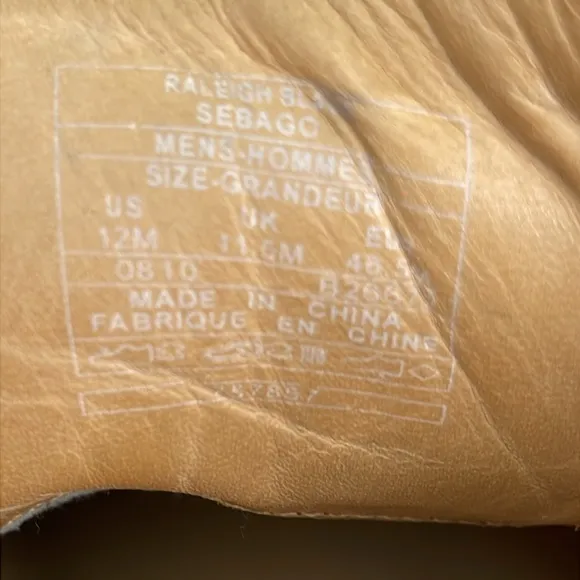 RALEIGH
SEBAGO
MENS-HOMMES
SIZE-GRANDEUR
US UK
12M 11.5M 46.5
0810
MADE IN CHINA
FABRIQUE EN CHINE